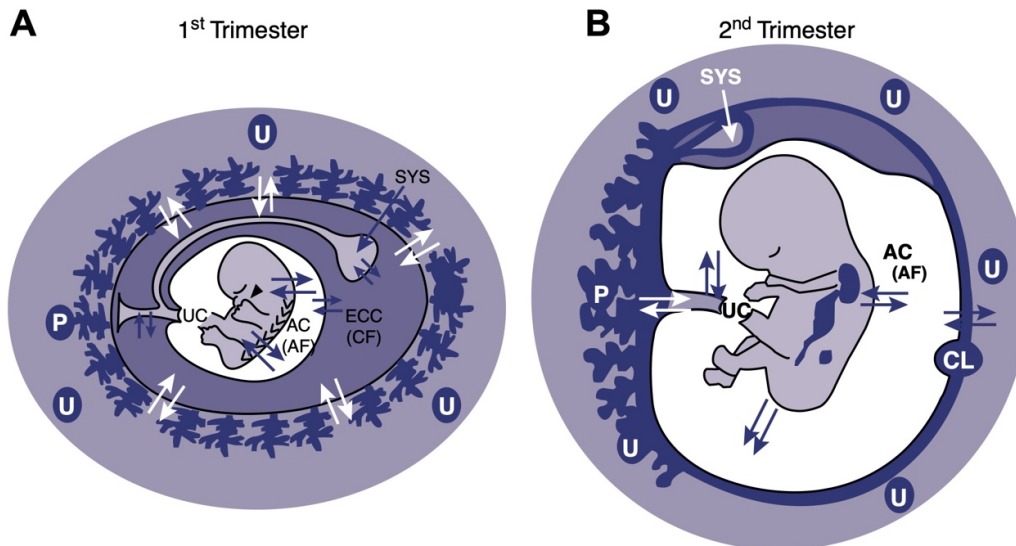 A
1st Trimester
U
SYS
P
UC
AC
(AF)
ECC
(CF)
U
U
B
2nd Trimester
SYS
U
U
AC
(AF)
U
P
UC
CL
U
U